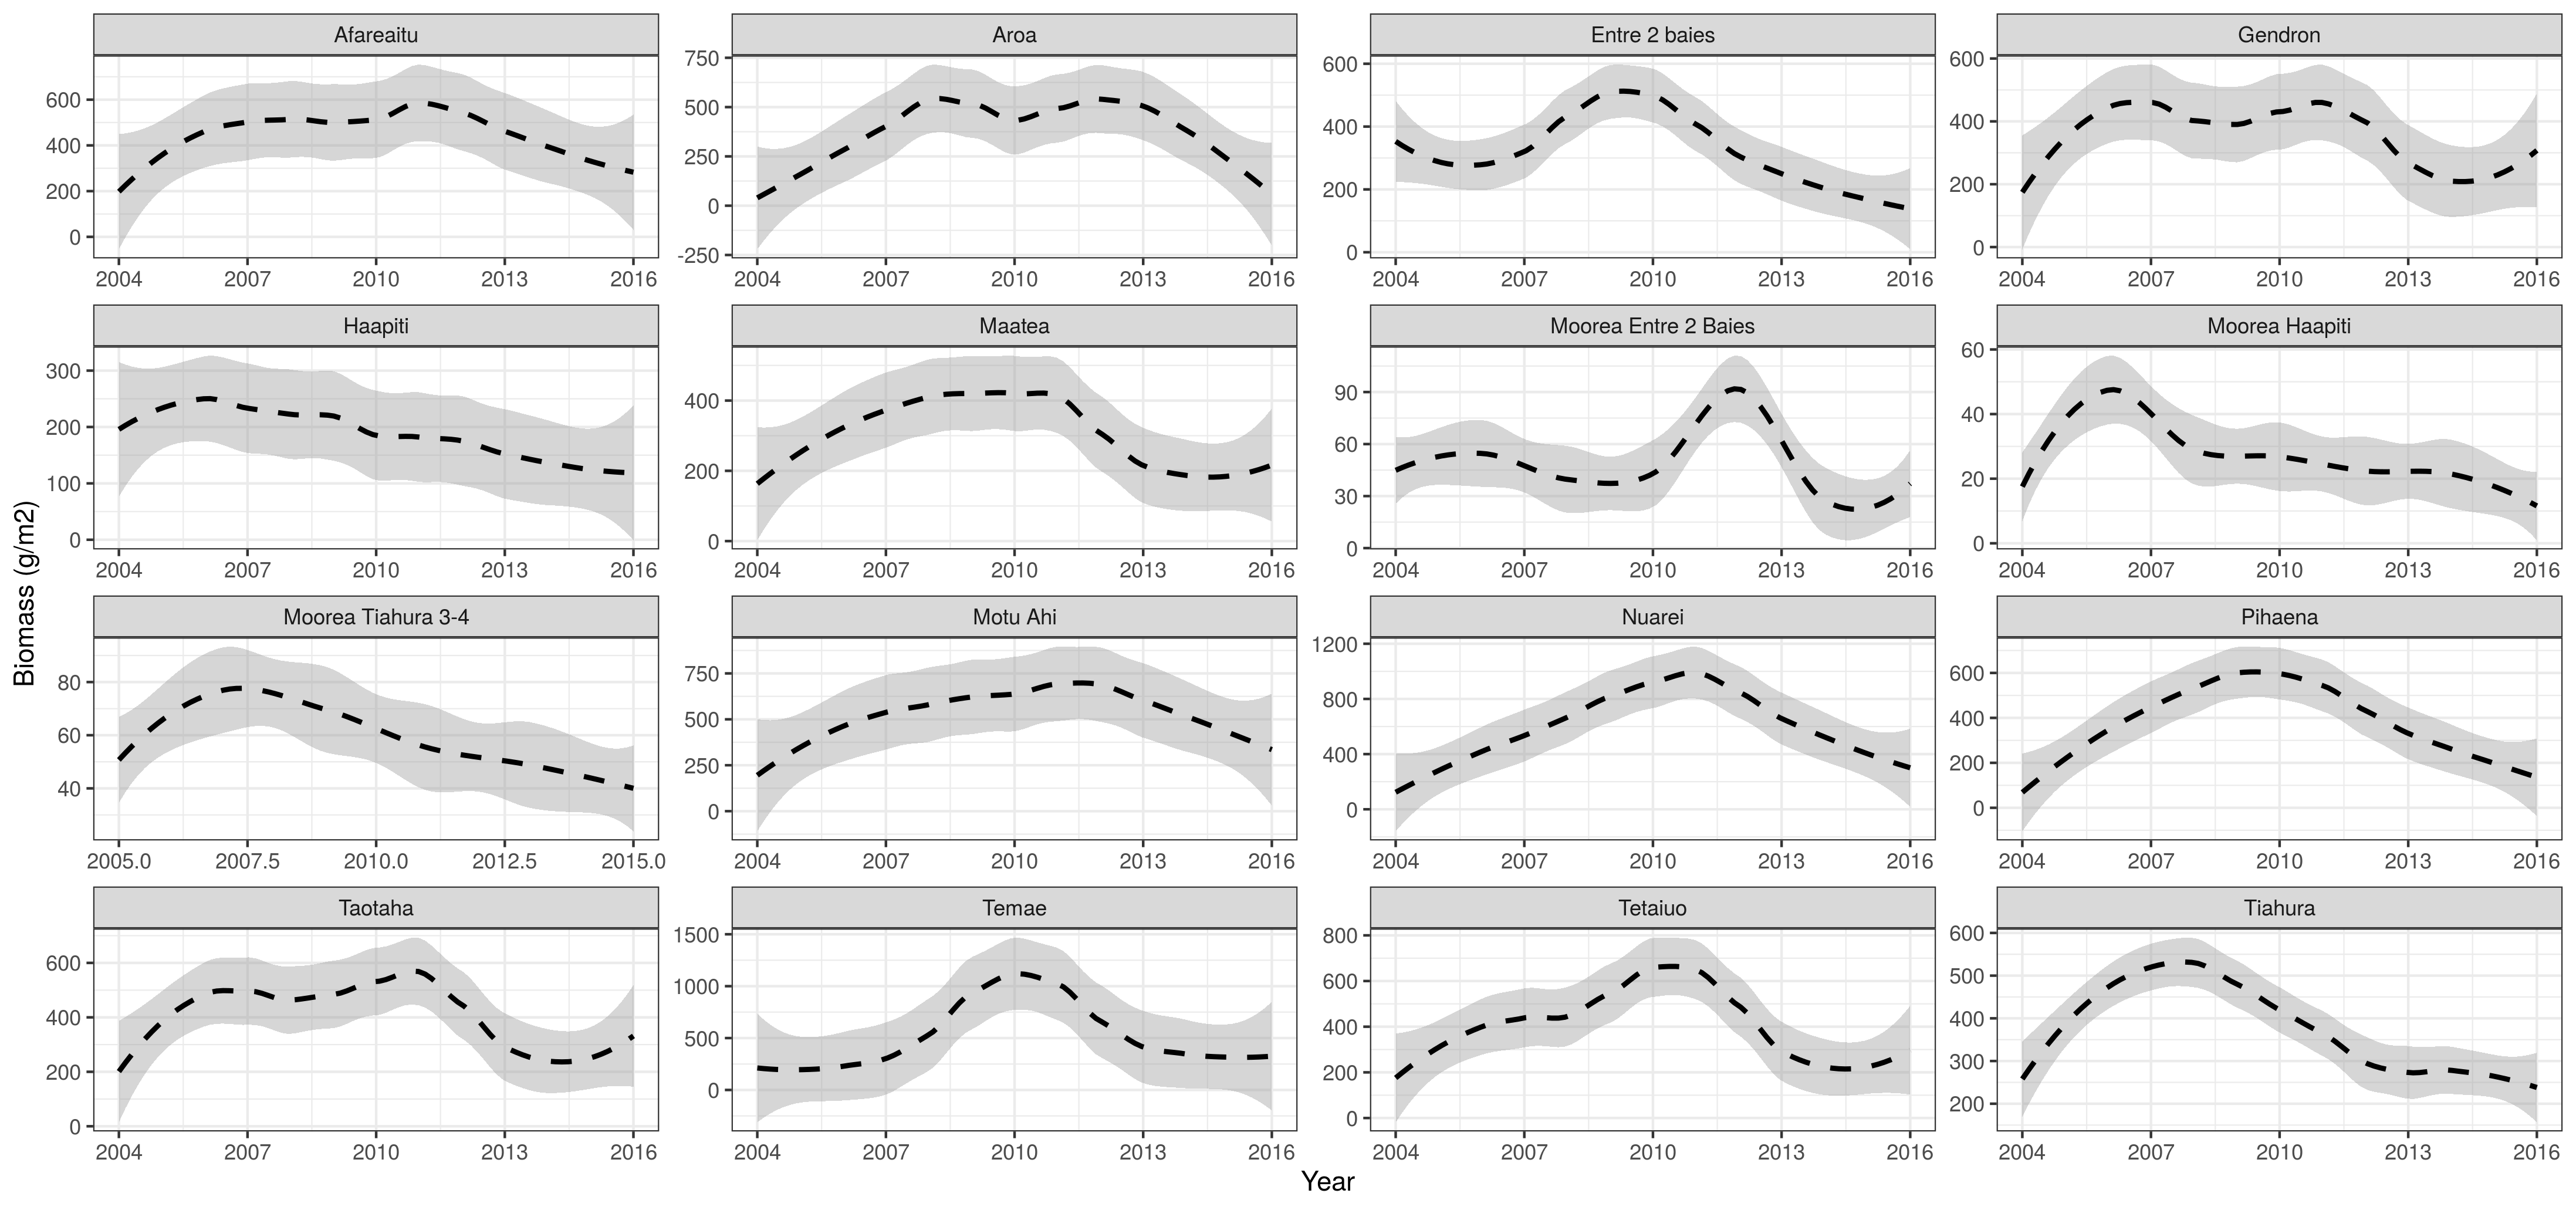 Afareaitu
Aroa
Entre 2 baies
Gendron
600
400
200
0
750
500
250
0
-250
600
400
200
0
600
400
200
0
2004 2007 2010 2013 2016
2004 2007 2010 2013 2016
2004 2007 2010 2013 2016
2004 2007 2010 2013 2016
Haapiti
Maatea
Moorea Entre 2 Baies
Moorea Haapiti
300
200
100
0
400
200
0
90
60
30
0
60
40
20
0
2004 2007 2010 2013 2016
2004 2007 2010 2013 2016
2004 2007 2010 2013 2016
2004 2007 2010 2013 2016
Biomass (g/m2)
Moorea Tiahura 3-4
Motu Ahi
Nuarei
Pihaena
80
60
40
750
500
250
0
1200
800
400
0
600
400
200
0
2005.0 2007.5 2010.0 2012.5 2015.0
2004 2007 2010 2013 2016
2004 2007 2010 2013 2016
2004 2007 2010 2013 2016
Taotaha
Temae
Tetaiuo
Tiahura
600
400
200
0
1500
1000
500
0
800
600
400
200
0
600
500
400
300
200
2004 2007 2010 2013 2016
2004 2007 2010 2013 2016
2004 2007 2010 2013 2016
2004 2007 2010 2013 2016
Year